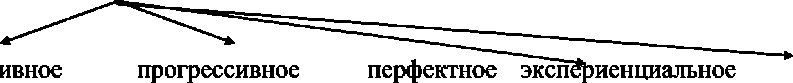 ивное прогрессивное перфектное экспериенциальное